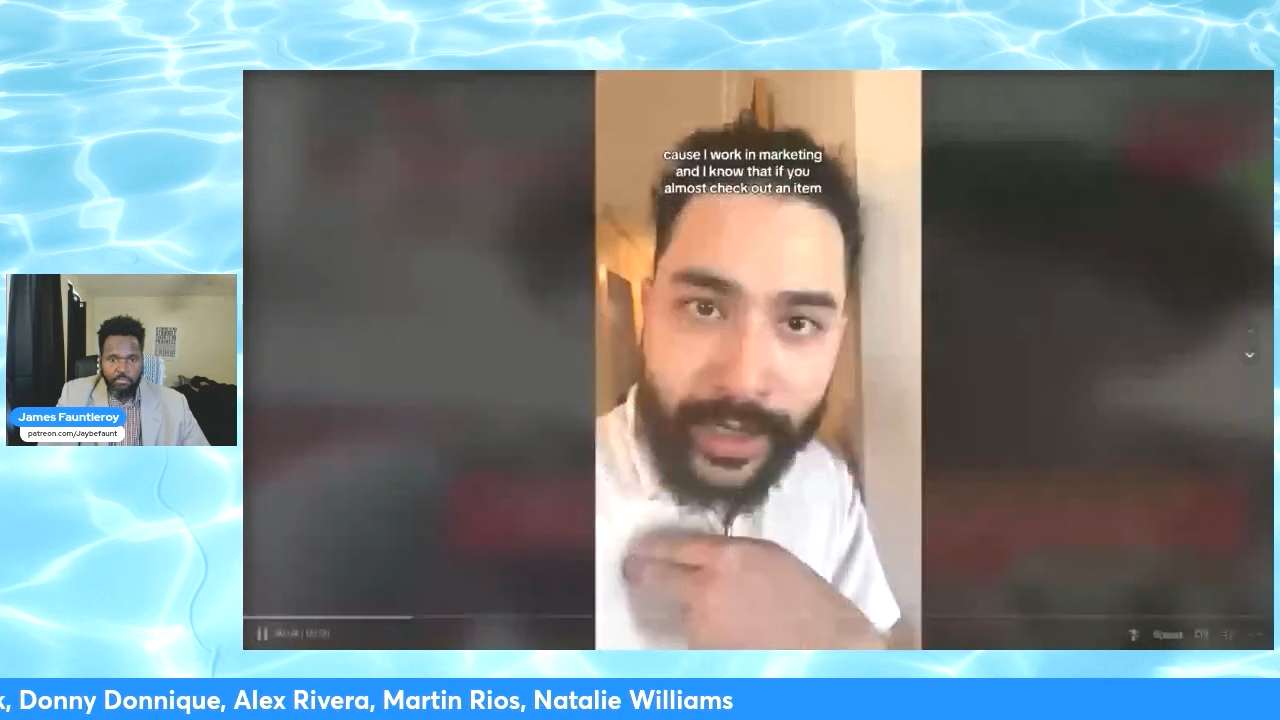 cause I work in marketing
and I know that if you
almost check out an item
James Fauntleroy
patreon.com/Jaybefaunt
, Donny Donnique, Alex Rivera, Martin Rios, Natalie Williams